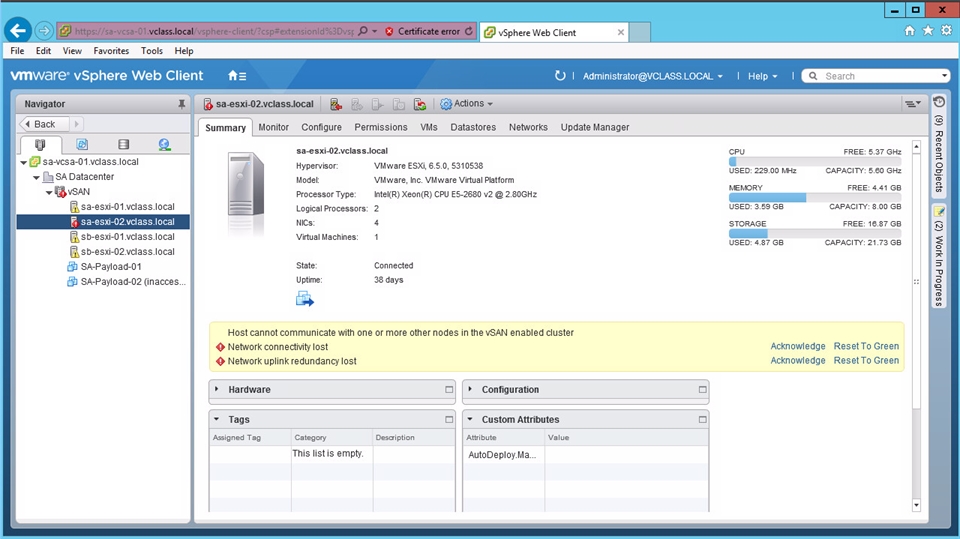 https://sa-vcsa-01.vclass.local/vsphere-client/?csp#extensionId%3Dvsp
Certificate error
vSphere Web Client
File Edit View Favorites Tools Help
vmware® vSphere Web Client
Administrator@VCLASS.LOCAL
Help
Search
Navigator
Back
sa-vcsa-01.vclass.local
SA Datacenter
vSAN
sa-esxi-01.vclass.local
sa-esxi-02.vclass.local
sb-esxi-01.vclass.local
sb-esxi-02.vclass.local
SA-Payload-01
SA-Payload-02 (inacces...
sa-esxi-02.vclass.local
Actions
Summary Monitor Configure Permissions VMs Datastores Networks Update Manager
sa-esxi-02.vclass.local
Hypervisor: VMware ESXi, 6.5.0, 5310538
Model: VMware, Inc. VMware Virtual Platform
Processor Type: Intel(R) Xeon(R) CPU E5-2680 v2 @ 2.80GHz
Logical Processors: 2
NICs: 4
Virtual Machines: 1
State: Connected
Uptime: 38 days
CPU FREE: 5.37 GHz
USED: 229.00 MHz CAPACITY: 5.60 GHz
MEMORY FREE: 4.41 GB
USED: 3.59 GB CAPACITY: 8.00 GB
STORAGE FREE: 16.87 GB
USED: 4.87 GB CAPACITY: 21.73 GB
Host cannot communicate with one or more other nodes in the vSAN enabled cluster
Network connectivity lost Acknowledge Reset To Green
Network uplink redundancy lost Acknowledge Reset To Green
Hardware
Configuration
Tags
Assigned Tag Category Description
This list is empty.
Custom Attributes
Attribute Value
AutoDeploy.Ma...
(9) Recent Objects
(2) Work In Progress